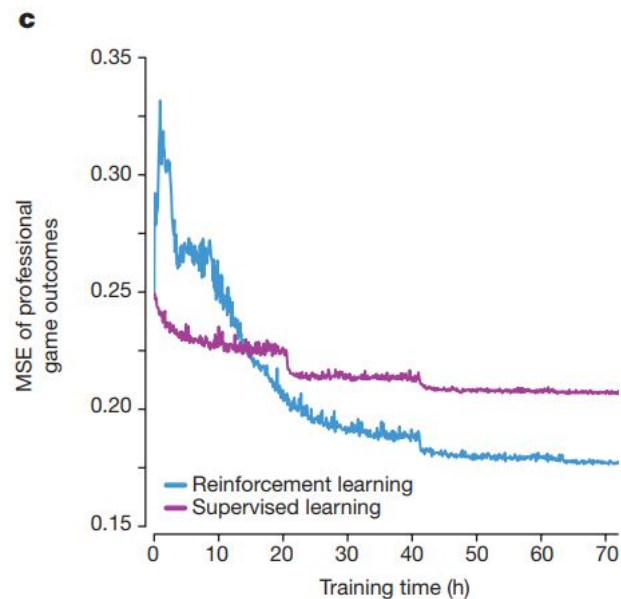 c
0.35
0.30
0.25
0.20
0.15
MSE of professional
game outcomes
Reinforcement learning
Supervised learning
0 10 20 30 40 50 60 70
Training time (h)